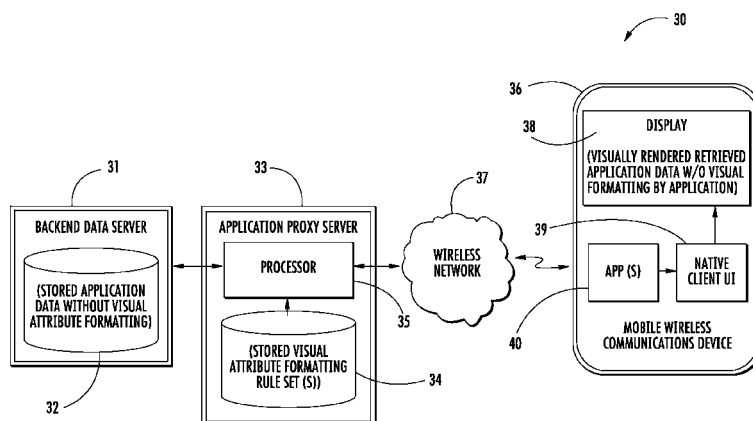 30
36
38
DISPLAY
(VISUALLY RENDERED RETRIEVED
APPLICATION DATA W/O VISUAL
FORMATTING BY APPLICATION)
31
33
37
39
BACKEND DATA SERVER
APPLICATION PROXY SERVER
PROCESSOR
WIRELESS
NETWORK
(STORED APPLICATION
DATA WITHOUT VISUAL
ATTRIBUTE FORMATTING)
APP (S)
NATIVE
CLIENT UI
35
40
MOBILE WIRELESS
COMMUNICATIONS DEVICE
(STORED VISUAL
ATTRIBUTE FORMATTING
RULE SET (S))
32
34